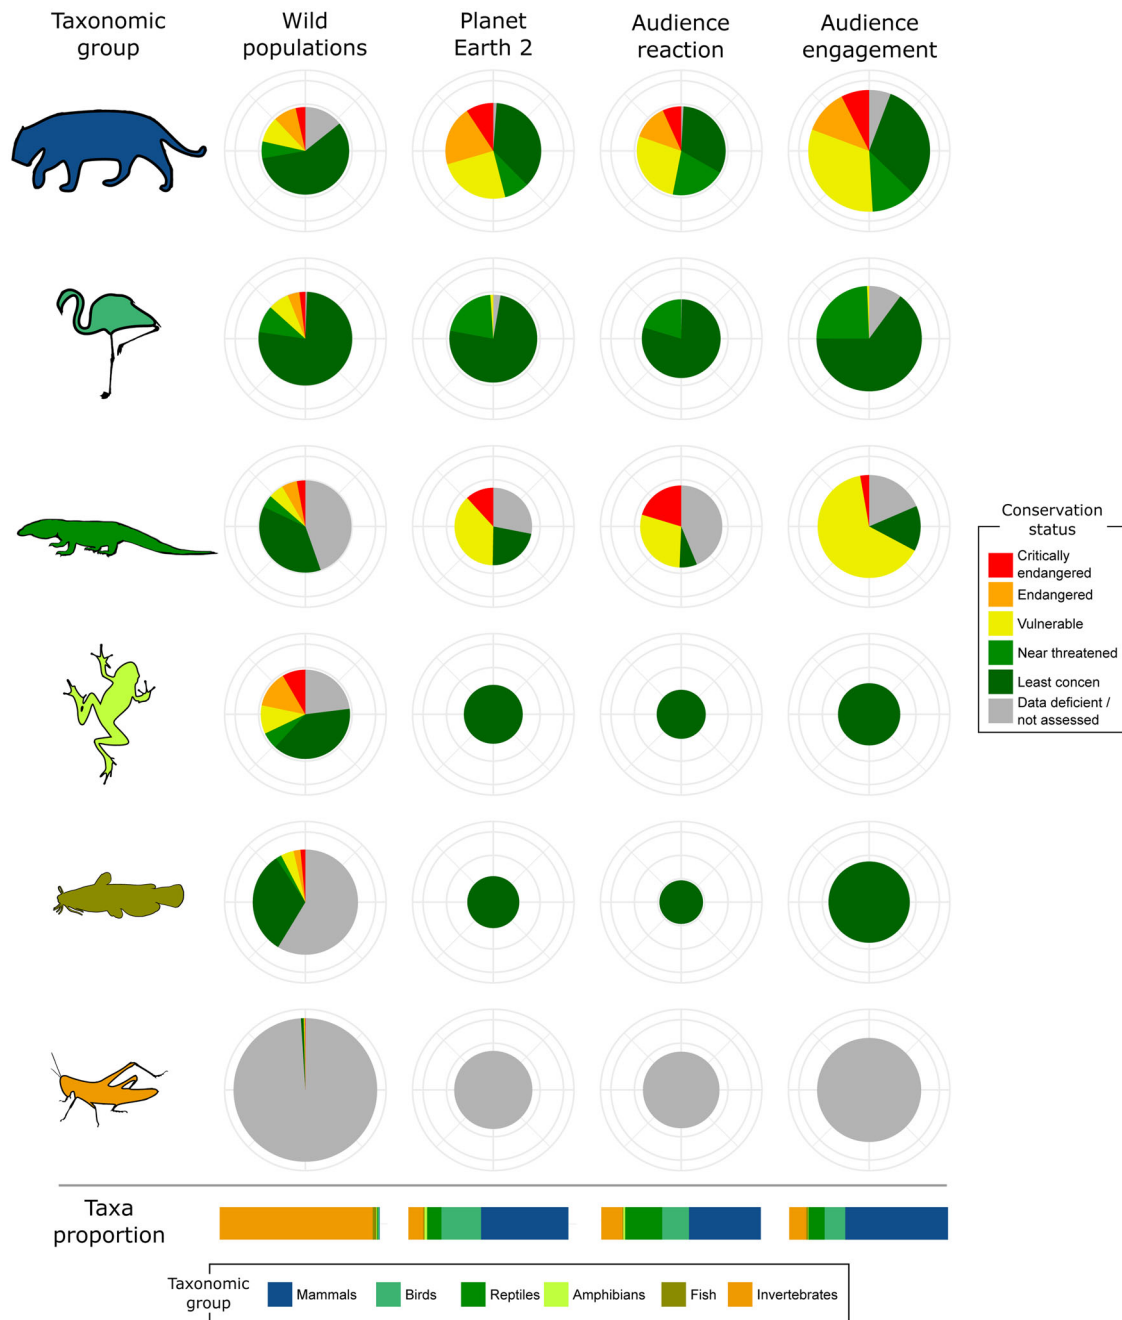 Taxonomic
group
Wild
populations
Planet
Earth 2
Audience
reaction
Audience
engagement
Conservation
status
Critically
endangered
Endangered
Vulnerable
Near threatened
Least concen
Data deficient /
not assessed
Taxa
proportion
Taxonomic
group
Mammals
Birds
Reptiles
Amphibians
Fish
Invertebrates